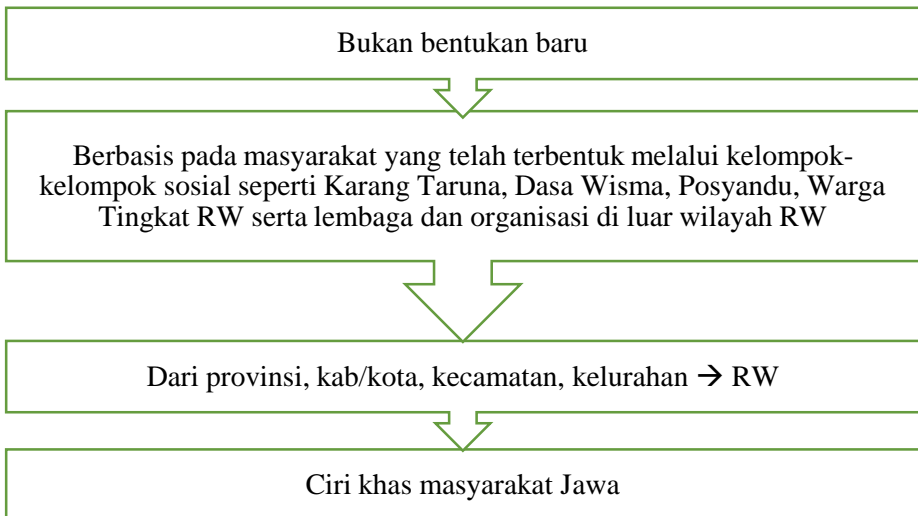 Bukan bentukan baru
Berbasis pada masyarakat yang telah terbentuk melalui kelompok-
kelompok sosial seperti Karang Taruna, Dasa Wisma, Posyandu, Warga
Tingkat RW serta lembaga dan organisasi di luar wilayah RW
Dari provinsi, kab/kota, kecamatan, kelurahan → RW
Ciri khas masyarakat Jawa